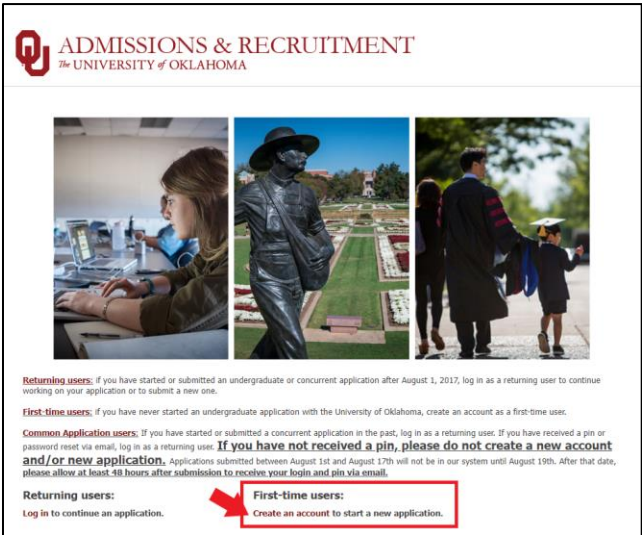 ADMISSIONS & RECRUITMENT
The UNIVERSITY of OKLAHOMA
Returning users: if you have started or submitted an undergraduate or concurrent application after August 1, 2017, log in as a returning user to continue
working on your application or to submit a new one.
First-time users: if you have never started an undergraduate application with the University of Oklahoma, create an account as a first-time user.
Common Application users: If you have started or submitted a concurrent application in the past, log in as a returning user. If you have received a pin or
password reset via email, log in as a returning user. If you have not received a pin, please do not create a new account
and/or new application. Applications submitted between August 1st and August 17th will not be in our system until August 19th. After that date,
please allow at least 48 hours after submission to receive your login and pin via email.
Returning users:
Log in to continue an application.
First-time users:
Create an account to start a new application.